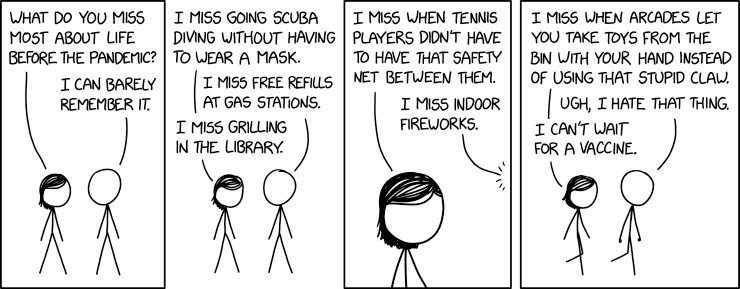 WHAT DO YOU MISS
MOST ABOUT LIFE
BEFORE THE PANDEMIC?
I CAN BARELY
REMEMBER IT.
I MISS GOING SCUBA
DIVING WITHOUT HAVING
TO WEAR A MASK.
I MISS FREE REFILLS
AT GAS STATIONS.
I MISS GRILLING
IN THE LIBRARY.
I MISS WHEN TENNIS
PLAYERS DIDN'T HAVE
TO HAVE THAT SAFETY
NET BETWEEN THEM.
I MISS INDOOR
FIREWORKS.
I MISS WHEN ARCADES LET
YOU TAKE TOYS FROM THE
BIN WITH YOUR HAND INSTEAD
OF USING THAT STUPID CLAW.
UGH, I HATE THAT THING.
I CAN'T WAIT
FOR A VACCINE.